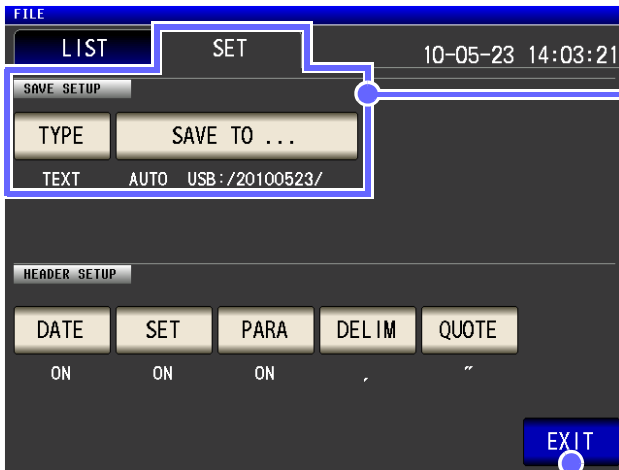 FILE
LIST SET 10-05-23 14:03:21
SAVE SETUP
TYPE SAVE TO ...
TEXT AUTO USB:/20100523/
HEADER SETUP
DATE SET PARA DELIM QUOTE
ON ON ON , "
EXIT